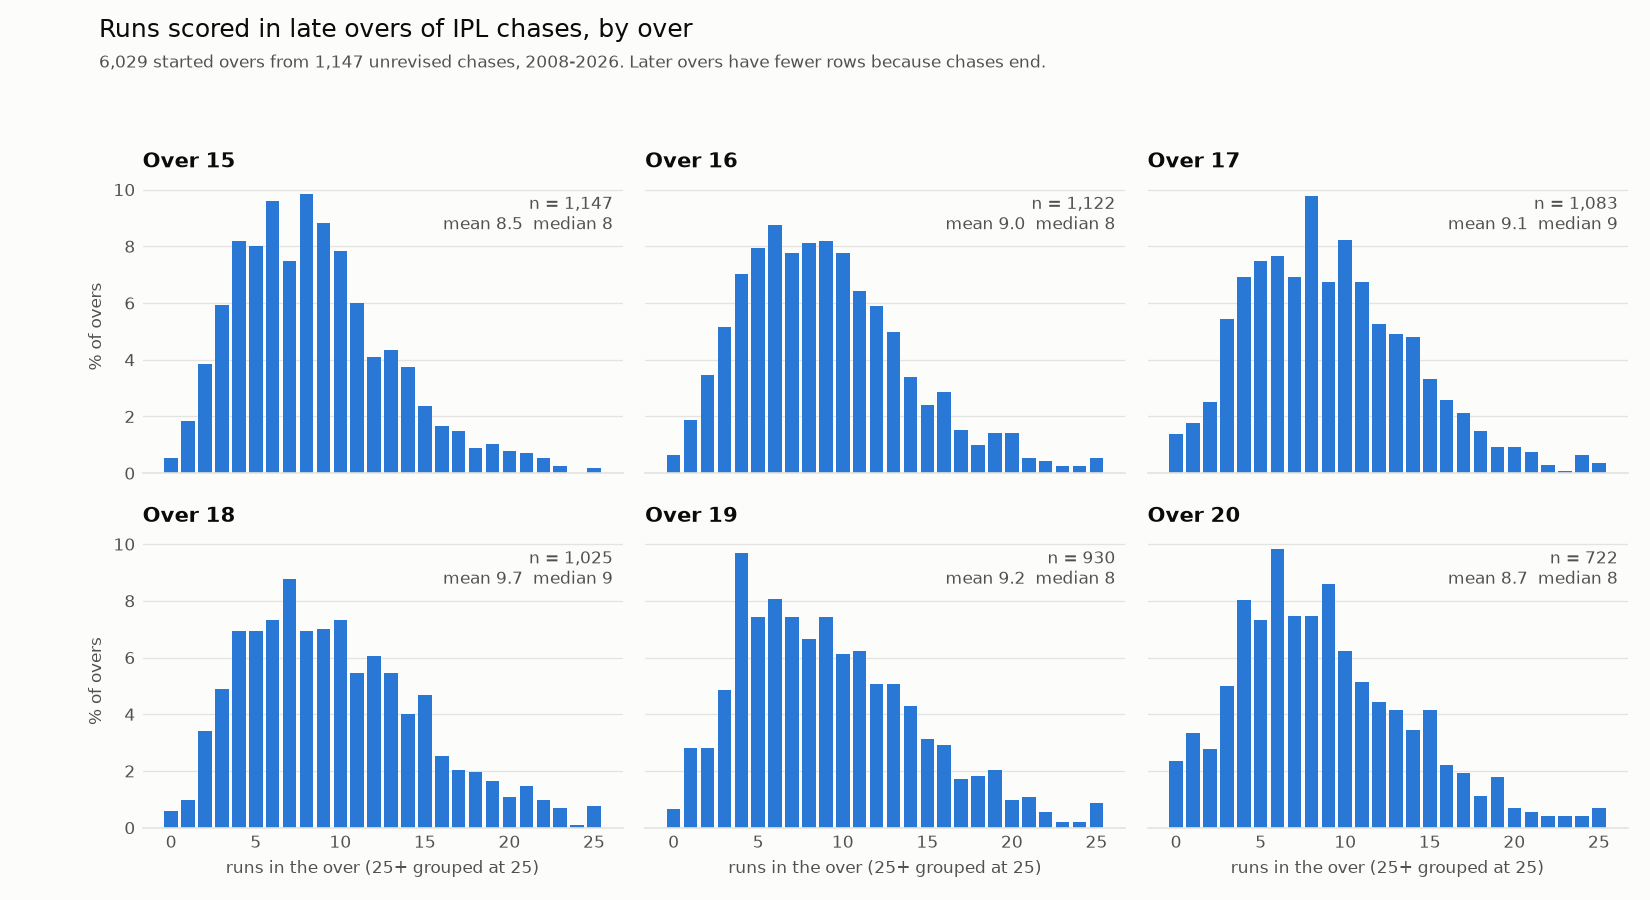 Runs scored in late overs of IPL chases, by over
6,029 started overs from 1,147 unrevised chases, 2008-2026. Later overs have fewer rows because chases end.
Over 15
n = 1,147
mean 8.5 median 8
% of overs
10
8
6
4
2
0
Over 16
n = 1,122
mean 9.0 median 8
Over 17
n = 1,083
mean 9.1 median 9
Over 18
n = 1,025
mean 9.7 median 9
% of overs
10
8
6
4
2
0
0 5 10 15 20 25
runs in the over (25+ grouped at 25)
Over 19
n = 930
mean 9.2 median 8
0 5 10 15 20 25
runs in the over (25+ grouped at 25)
Over 20
n = 722
mean 8.7 median 8
0 5 10 15 20 25
runs in the over (25+ grouped at 25)